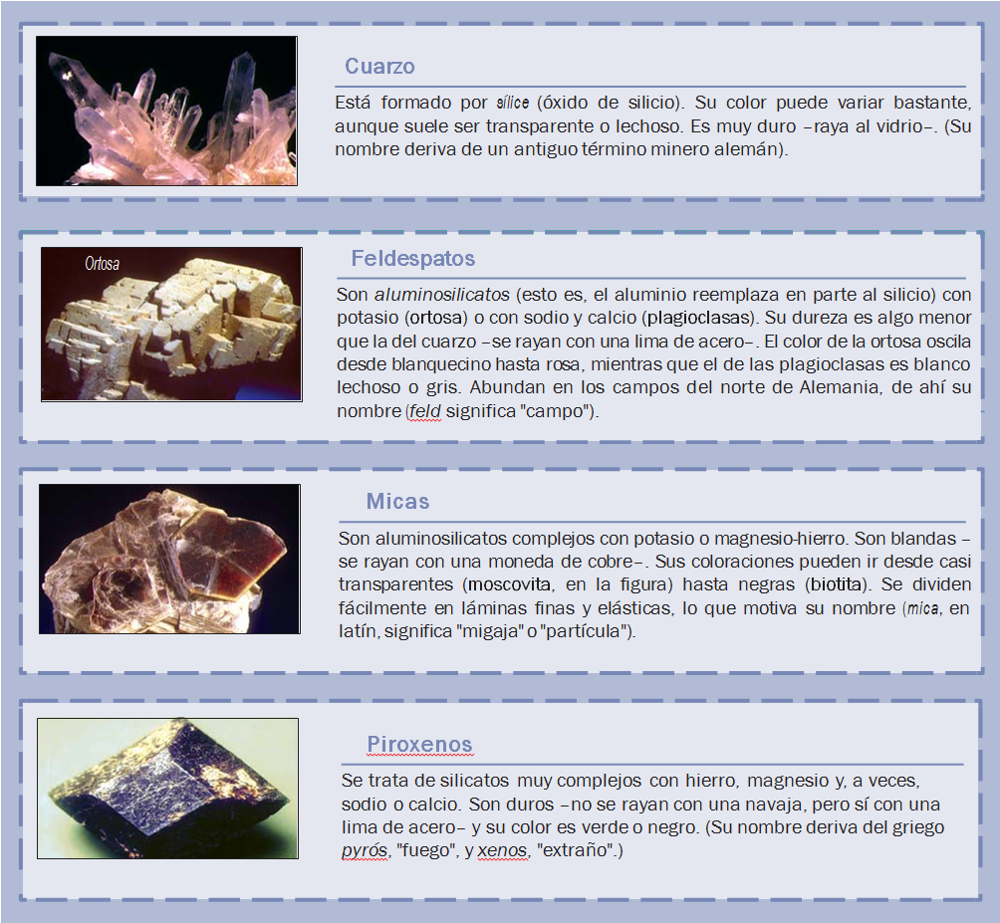 Cuarzo
Está formado por sílice (óxido de silicio). Su color puede variar bastante,
aunque suele ser transparente o lechoso. Es muy duro –raya al vidrio–. (Su
nombre deriva de un antiguo término minero alemán).
Ortosa
Feldespatos
Son aluminosilicatos (esto es, el aluminio reemplaza en parte al silicio) con
potasio (ortosa) o con sodio y calcio (plagioclasas). Su dureza es algo menor
que la del cuarzo –se rayan con una lima de acero–. El color de la ortosa oscila
desde blanquecino hasta rosa, mientras que el de las plagioclasas es blanco
lechoso o gris. Abundan en los campos del norte de Alemania, de ahí su
nombre (feld significa "campo").
Micas
Son aluminosilicatos complejos con potasio o magnesio-hierro. Son blandas –
se rayan con una moneda de cobre–. Sus coloraciones pueden ir desde casi
transparentes (moscovita, en la figura) hasta negras (biotita). Se dividen
fácilmente en láminas finas y elásticas, lo que motiva su nombre (mica, en
latín, significa "migaja" o "partícula").
Piroxenos
Se trata de silicatos muy complejos con hierro, magnesio y, a veces,
sodio o calcio. Son duros –no se rayan con una navaja, pero sí con una
lima de acero– y su color es verde o negro. (Su nombre deriva del griego
pyrós, "fuego", y xenos, "extraño".)